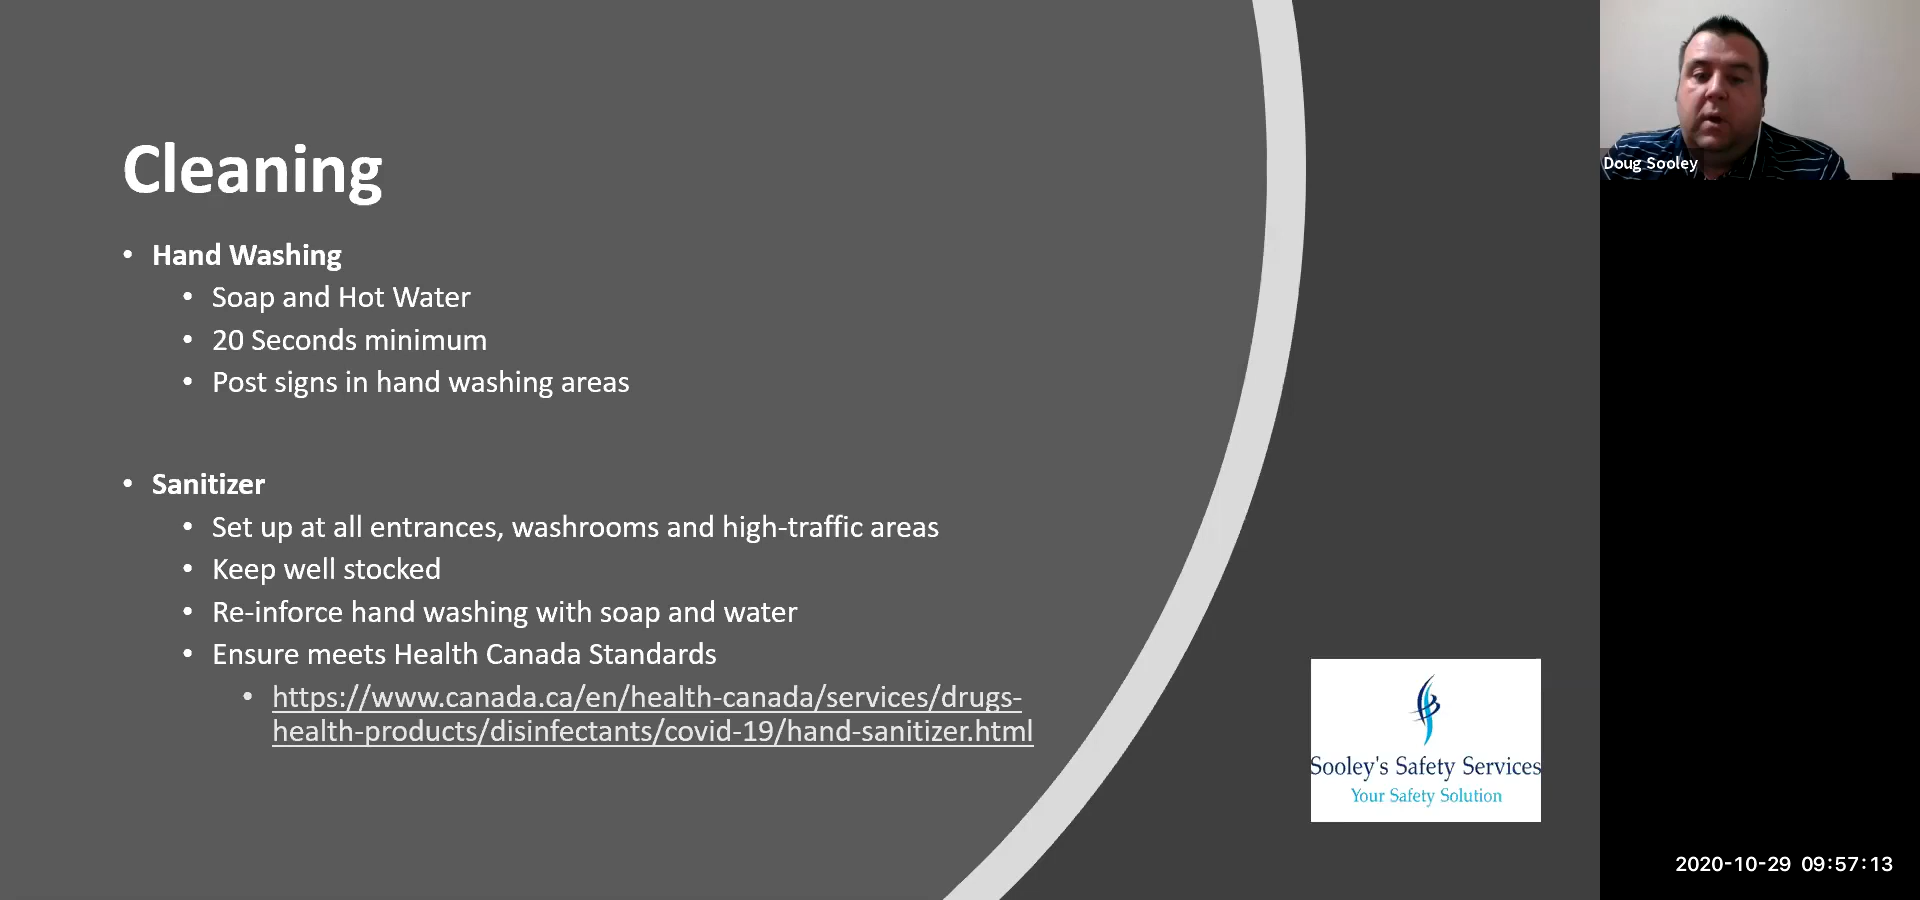 Cleaning
• Hand Washing
• Soap and Hot Water
• 20 Seconds minimum
• Post signs in hand washing areas
• Sanitizer
• Set up at all entrances, washrooms and high-traffic areas
• Keep well stocked
• Re-inforce hand washing with soap and water
• Ensure meets Health Canada Standards
• https://www.canada.ca/en/health-canada/services/drugs-
health-products/disinfectants/covid-19/hand-sanitizer.html
Sooley's Safety Services
Your Safety Solution
Doug Sooley
2020-10-29 09:57:13